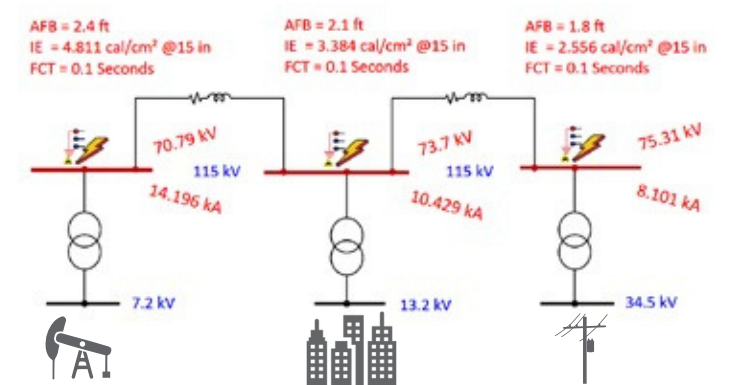 AFB = 2.4 ft
IE = 4.811 cal/cm² @15 in
FCT = 0.1 Seconds
AFB = 2.1 ft
IE = 3.384 cal/cm² @15 in
FCT = 0.1 Seconds
AFB = 1.8 ft
IE = 2.556 cal/cm² @15 in
FCT = 0.1 Seconds
70.79 kV
115 kV
14.196 kA
73.7 kV
115 kV
10.429 kA
75.31 kV
8.101 kA
7.2 kV
13.2 kV
34.5 kV